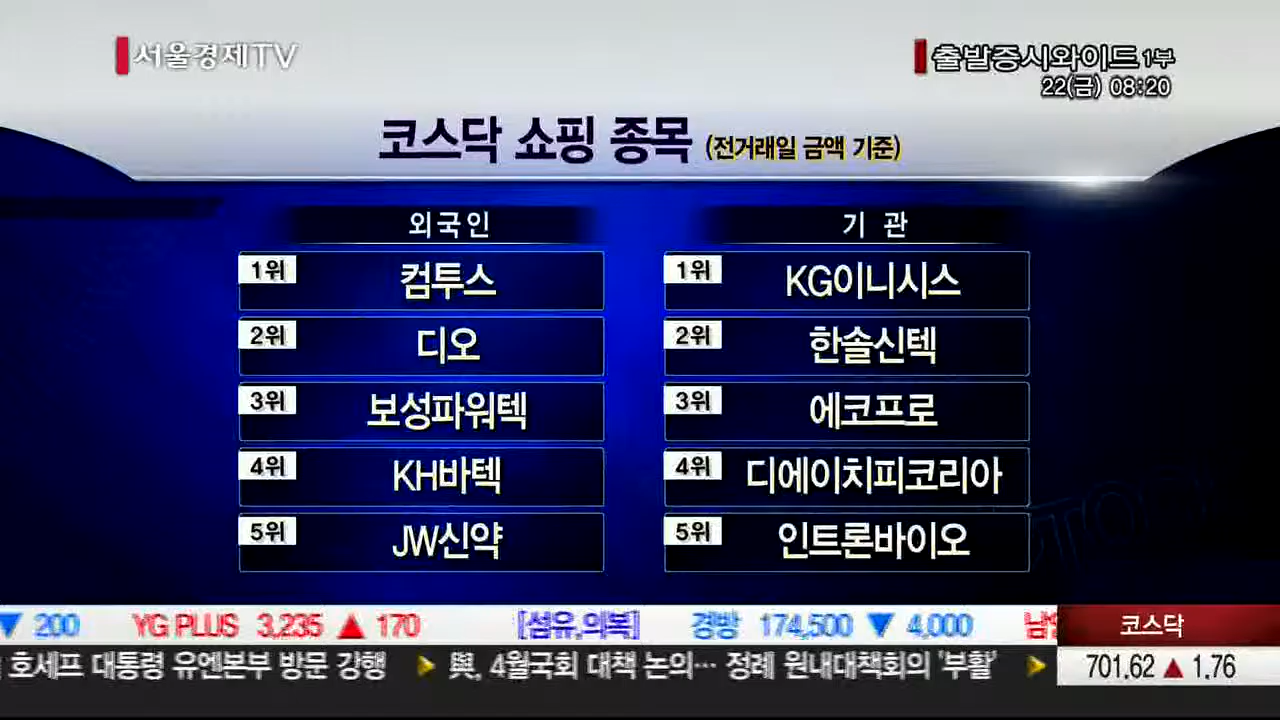 서울경제TV
출발증시와이드 1부
22(금) 08:20
코스닥 쇼핑 종목 (전거래일 금액 기준)
외국인
1위 컴투스
2위 디오
3위 보성파워텍
4위 KH바텍
5위 JW신약
기 관
1위 KG이니시스
2위 한솔신텍
3위 에코프로
4위 디에이치피코리아
5위 인트론바이오
▼ 200 YG PLUS 3,235 ▲ 170 [섬유,의복] 경방 174,500 ▼ 4,000
코스닥
호세프 대통령 유엔본부 방문 강행 ▶ 與, 4월국회 대책 논의… 정례 원내대책회의 '부활' ▶
701.62 ▲ 1.76